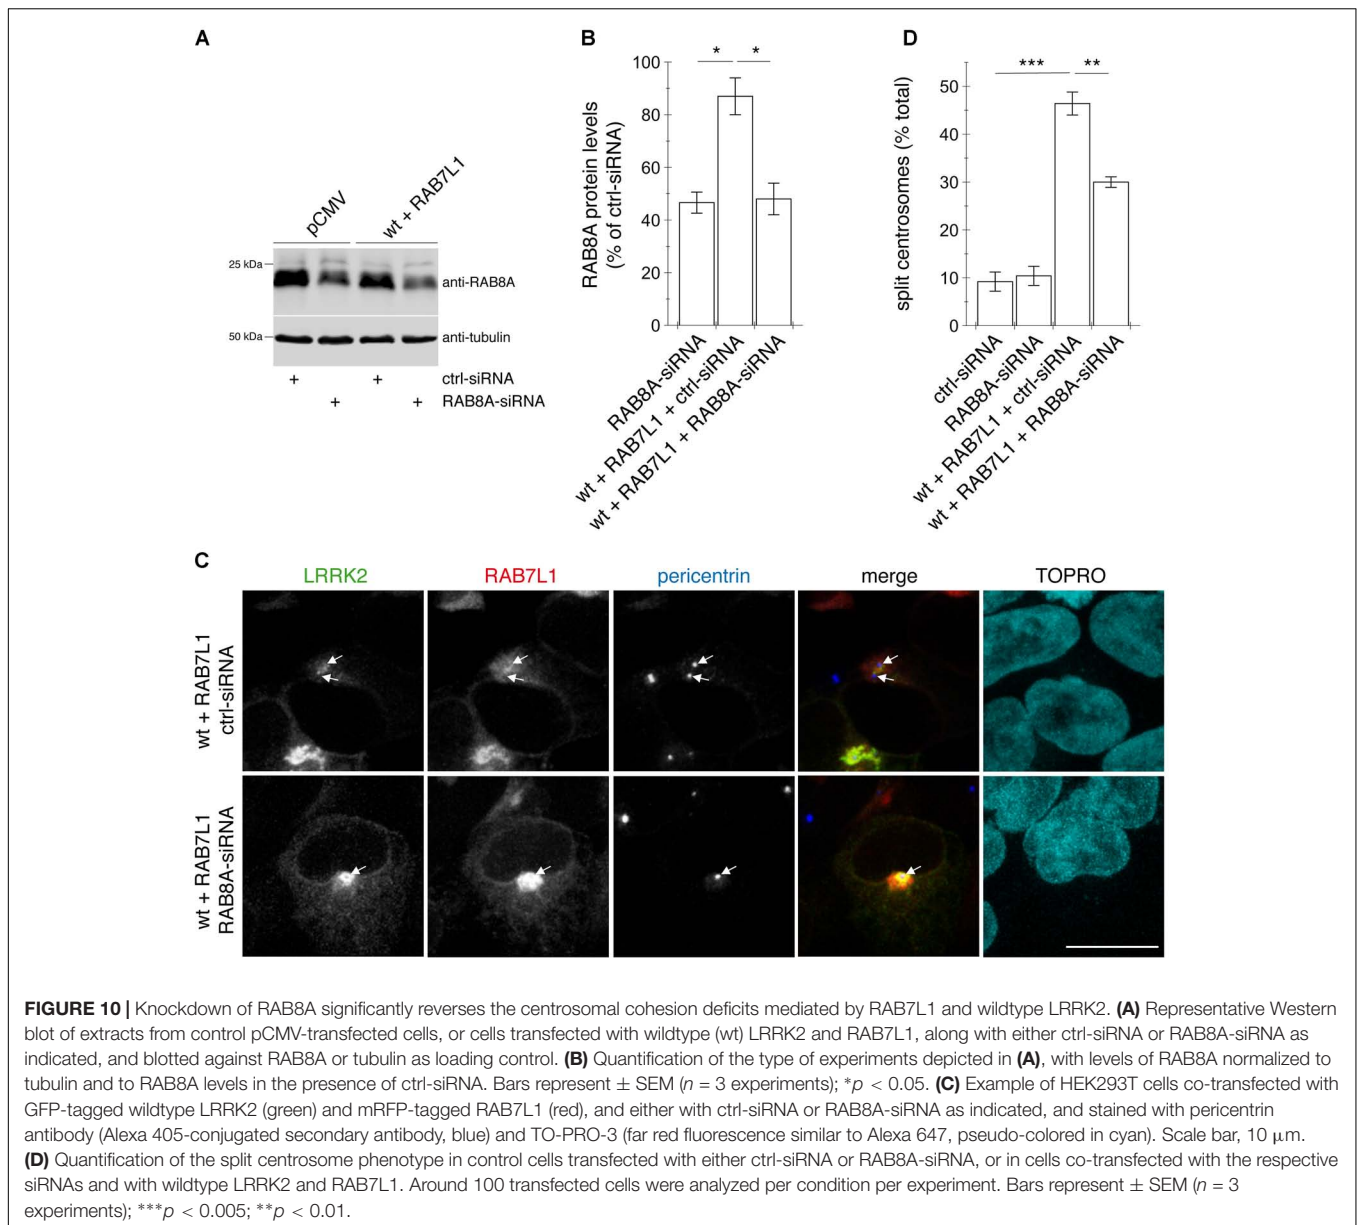 A
pCMV
wt + RAB7L1
25 kDa
anti-RAB8A
50 kDa
anti-tubulin
+ + ctrl-siRNA
+ + RAB8A-siRNA
B
* *
RAB8A protein levels
(% of ctrl-siRNA)
100
80
60
40
20
0
RAB8A-siRNA
wt + RAB7L1 + ctrl-siRNA
wt + RAB7L1 + RAB8A-siRNA
D
*** **
split centrosomes (% total)
50
40
30
20
10
0
ctrl-siRNA
RAB8A-siRNA
wt + RAB7L1 + ctrl-siRNA
wt + RAB7L1 + RAB8A-siRNA
C
LRRK2 RAB7L1 pericentrin merge TOPRO
wt + RAB7L1
ctrl-siRNA
wt + RAB7L1
RAB8A-siRNA
FIGURE 10 | Knockdown of RAB8A significantly reverses the centrosomal cohesion deficits mediated by RAB7L1 and wildtype LRRK2. (A) Representative Western
blot of extracts from control pCMV-transfected cells, or cells transfected with wildtype (wt) LRRK2 and RAB7L1, along with either ctrl-siRNA or RAB8A-siRNA as
indicated, and blotted against RAB8A or tubulin as loading control. (B) Quantification of the type of experiments depicted in (A), with levels of RAB8A normalized to
tubulin and to RAB8A levels in the presence of ctrl-siRNA. Bars represent ± SEM (n = 3 experiments); *p < 0.05. (C) Example of HEK293T cells co-transfected with
GFP-tagged wildtype LRRK2 (green) and mRFP-tagged RAB7L1 (red), and either with ctrl-siRNA or RAB8A-siRNA as indicated, and stained with pericentrin
antibody (Alexa 405-conjugated secondary antibody, blue) and TO-PRO-3 (far red fluorescence similar to Alexa 647, pseudo-colored in cyan). Scale bar, 10 μm.
(D) Quantification of the split centrosome phenotype in control cells transfected with either ctrl-siRNA or RAB8A-siRNA, or in cells co-transfected with the respective
siRNAs and with wildtype LRRK2 and RAB7L1. Around 100 transfected cells were analyzed per condition per experiment. Bars represent ± SEM (n = 3
experiments); ***p < 0.005; **p < 0.01.